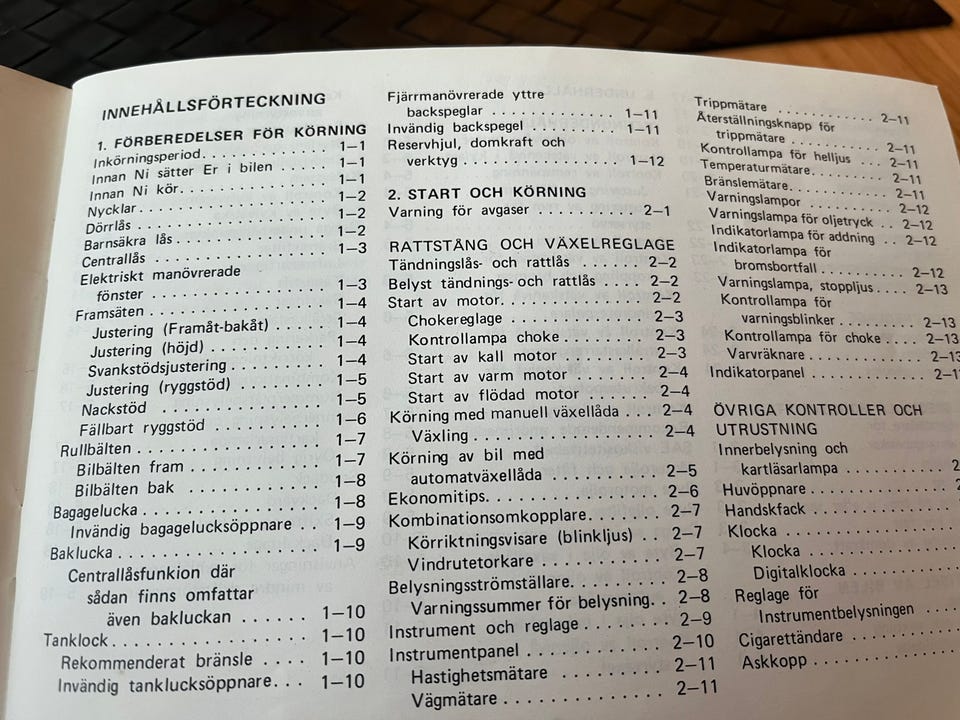 INNEHÅLLSFÖRTECKNING
1. FÖRBEREDELSER FÖR KÖRNING
Inkörningsperiod. . . . . . . . . . . . . 1–1
Innan Ni sätter Er i bilen . . . . 1–1
Innan Ni kör. . . . . . . . . . . . . . . . 1–1
Nycklar . . . . . . . . . . . . . . . . . . . . 1–2
Dörrlås . . . . . . . . . . . . . . . . . . . . 1–2
Barnsäkra lås. . . . . . . . . . . . . . . 1–2
Centrallås . . . . . . . . . . . . . . . . . 1–3
Elektriskt manövrerade
fönster . . . . . . . . . . . . . . . . . 1–3
Framsäten . . . . . . . . . . . . . . . . . 1–4
Justering (Framåt-bakåt) . . . . . 1–4
Justering (höjd) . . . . . . . . . . . 1–4
Svankstödsjustering . . . . . . . . . 1–4
Justering (ryggstöd) . . . . . . . . 1–5
Nackstöd . . . . . . . . . . . . . . . 1–5
Fällbart ryggstöd . . . . . . . . . . 1–6
Rullbälten . . . . . . . . . . . . . . . . . 1–7
Bilbälten fram . . . . . . . . . . . . 1–7
Bilbälten bak . . . . . . . . . . . . 1–8
Bagagelucka . . . . . . . . . . . . . . . 1–8
Invändig bagagelucksöppnare . . . 1–9
Baklucka . . . . . . . . . . . . . . . . . . 1–9
Centrallåsfunkion där
sådan finns omfattar
även bakluckan . . . . . . 1–10
Tanklock . . . . . . . . . . . . . . . . . 1–10
Rekommenderat bränsle . . . . 1–10
Invändig tanklucksöppnare. . . 1–10
Fjärrmanövrerade yttre
backspeglar . . . . . . . . . . . . . 1–11
Invändig backspegel . . . . . . . . . 1–11
Reservhjul, domkraft och
verktyg . . . . . . . . . . . . . . . . 1–12
2. START OCH KÖRNING
Varning för avgaser . . . . . . . . . . 2–1
RATTSTÅNG OCH VÄXELREGLAGE
Tändningslås- och rattlås . . . . . . 2–2
Belyst tändnings- och rattlås . . . . 2–2
Start av motor. . . . . . . . . . . . . . . 2–2
Chokereglage . . . . . . . . . . . . . 2–3
Kontrollampa choke . . . . . . . . 2–3
Start av kall motor . . . . . . . . . 2–3
Start av varm motor . . . . . . . . 2–4
Start av flödad motor . . . . . . . 2–4
Körning med manuell växellåda . . . 2–4
Växling . . . . . . . . . . . . . . . . . 2–4
Körning av bil med
automatväxellåda . . . . . . . . . 2–5
Ekonomitips. . . . . . . . . . . . . . . . 2–6
Kombinationsomkopplare. . . . . . . 2–7
Körriktningsvisare (blinkljus) . . 2–7
Vindrutetorkare . . . . . . . . . . . 2–7
Belysningsströmställare. . . . . . . . 2–8
Varningssummer för belysning. . 2–8
Instrument och reglage . . . . . . . . 2–9
Instrumentpanel . . . . . . . . . . . . 2–10
Hastighetsmätare . . . . . . . . . . 2–11
Vägmätare . . . . . . . . . . . . . . . 2–11
Trippmätare . . . . . . . . . . . . . 2–11
Återställningsknapp för
trippmätare . . . . . . . . . . . 2–11
Kontrollampa för helljus . . 2–11
Temperaturmätare. . . . . . . . . 2–11
Bränslemätare. . . . . . . . . . . . 2–11
Varningslampor . . . . . . . . . . 2–12
Varningslampa för oljetryck . . 2–12
Indikatorlampa för addning . . 2–12
Indikatorlampa för
bromsbortfall . . . . . . . . . . 2–12
Varningslampa, stoppljus . . . . 2–13
Kontrollampa för
varningsblinker . . . . . . . . 2–13
Kontrollampa för choke . . . . 2–13
Varvräknare . . . . . . . . . . . . . 2–13
Indikatorpanel . . . . . . . . . . . . . 2–1
ÖVRIGA KONTROLLER OCH
UTRUSTNING
Innerbelysning och
kartläsarlampa . . . . . . . . . . . 2
Huvöppnare . . . . . . . . . . . . . . . 2
Handskfack . . . . . . . . . . . . . . .
Klocka . . . . . . . . . . . . . . . . . .
Klocka . . . . . . . . . . . . . . . .
Digitalklocka . . . . . . . . . . . .
Reglage för
Instrumentbelysningen . . . .
Cigarettändare . . . . . . . . . . . .
Askkopp . . . . . . . . . . . . . . . .